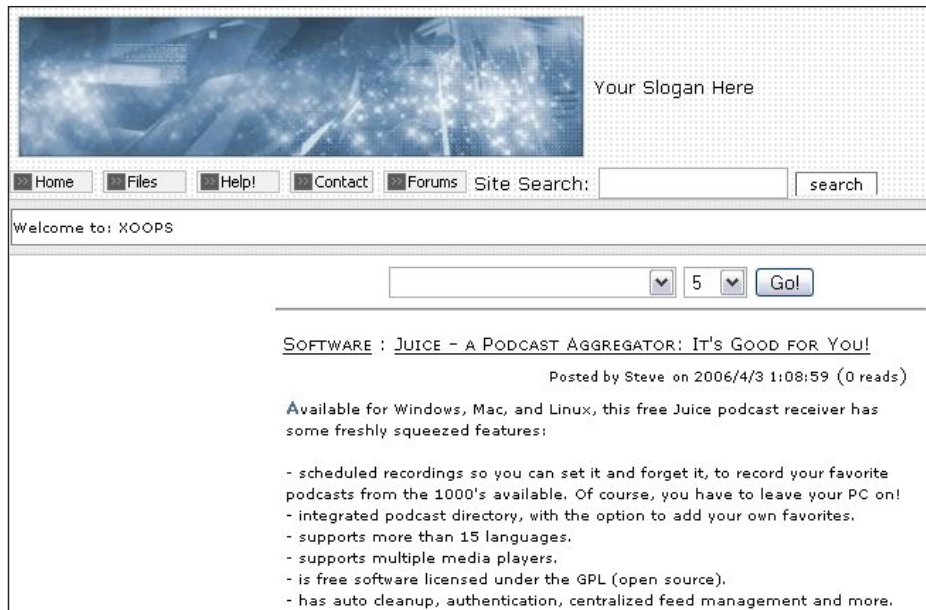 Your Slogan Here
Home Files Help! Contact Forums Site Search: search
Welcome to: XOOPS
5 Go!
Software : Juice - a Podcast Aggregator: It's Good for You!
Posted by Steve on 2006/4/3 1:08:59 (0 reads)
Available for Windows, Mac, and Linux, this free Juice podcast receiver has
some freshly squeezed features:
- scheduled recordings so you can set it and forget it, to record your favorite
podcasts from the 1000's available. Of course, you have to leave your PC on!
- integrated podcast directory, with the option to add your own favorites.
- supports more than 15 languages.
- supports multiple media players.
- is free software licensed under the GPL (open source).
- has auto cleanup, authentication, centralized feed management and more.